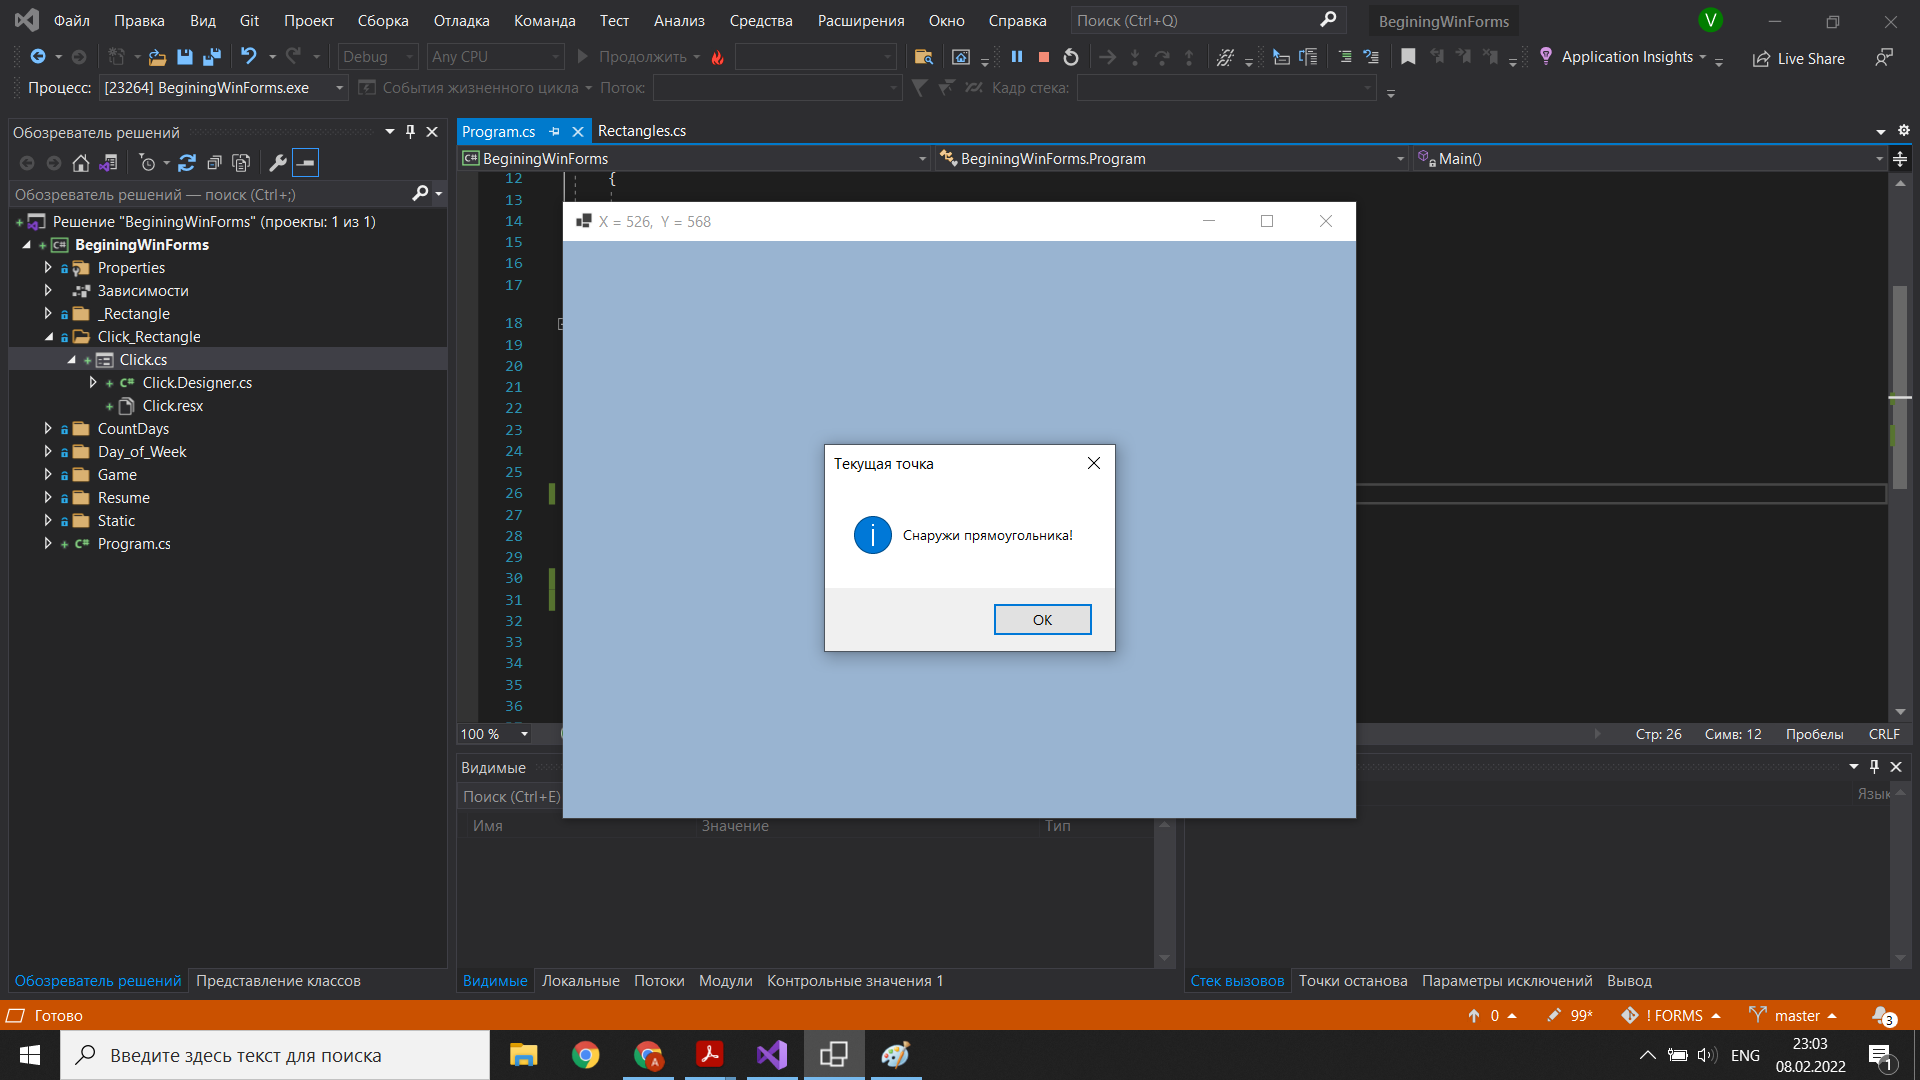 Файл Правка Вид Git Проект Сборка Отладка Команда Тест Анализ Средства Расширения Окно Справка Поиск (Ctrl+Q) BeginingWinForms V
Debug Any CPU Продолжить Application Insights Live Share
Процесс: [23264] BeginingWinForms.exe События жизненного цикла Поток: Кадр стека:
Обозреватель решений
Обозреватель решений — поиск (Ctrl+;)
Решение "BeginingWinForms" (проекты: 1 из 1)
BeginingWinForms
Properties
Зависимости
_Rectangle
Click_Rectangle
Click.cs
Click.Designer.cs
Click.resx
CountDays
Day_of_Week
Game
Resume
Static
Program.cs
Обозреватель решений Представление классов
Program.cs Rectangles.cs
BeginingWinForms BeginingWinForms.Program Main()
12 {
13
14
15
16
17
18
19
20
21
22
23
24
25
26
27
28
29
30
31
32
33
34
35
36
X = 526, Y = 568
Текущая точка
Снаружи прямоугольника!
ОК
100 % Стр: 26 Симв: 12 Пробелы CRLF
Видимые
Поиск (Ctrl+E)
Имя Значение Тип
Язык
Видимые Локальные Потоки Модули Контрольные значения 1
Стек вызовов Точки останова Параметры исключений Вывод
Готово 0 99* ! FORMS master 3
Введите здесь текст для поиска
ENG
23:03
08.02.2022
1